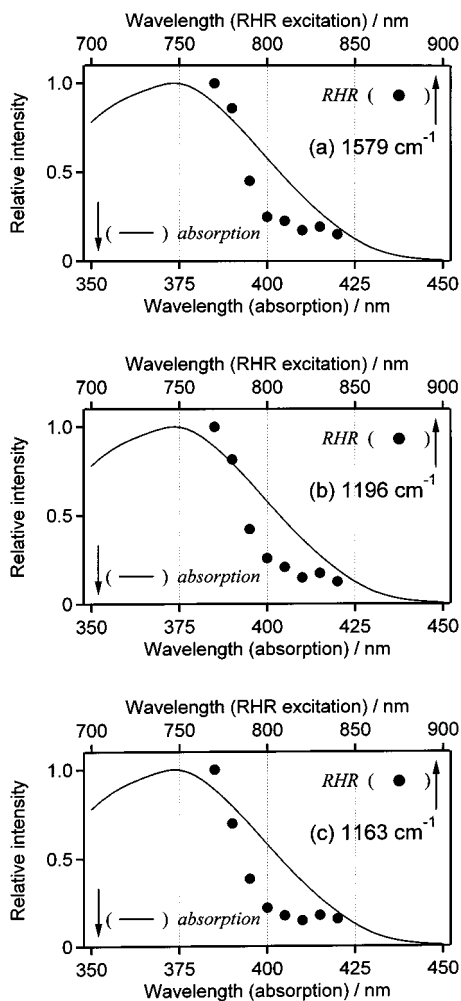 Wavelength (RHR excitation) / nm
700 750 800 850 900
1.0
0.5
0
Relative intensity
RHR ( ● )
(a) 1579 cm⁻¹
( — ) absorption
350 375 400 425 450
Wavelength (absorption) / nm
Wavelength (RHR excitation) / nm
700 750 800 850 900
1.0
0.5
0
Relative intensity
RHR ( ● )
(b) 1196 cm⁻¹
( — ) absorption
350 375 400 425 450
Wavelength (absorption) / nm
Wavelength (RHR excitation) / nm
700 750 800 850 900
1.0
0.5
0
Relative intensity
RHR ( ● )
(c) 1163 cm⁻¹
( — ) absorption
350 375 400 425 450
Wavelength (absorption) / nm